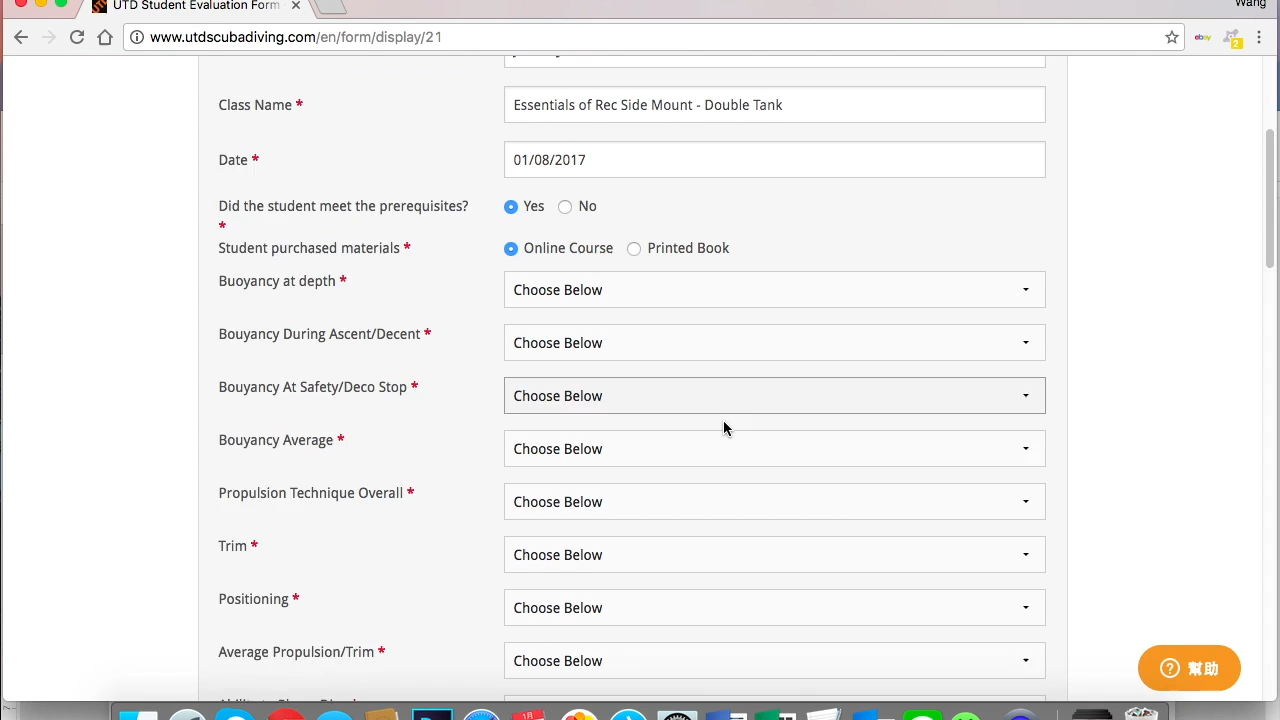 UTD Student Evaluation Form
Wang
www.utdscubadiving.com/en/form/display/21
ebay
2
Class Name *
Essentials of Rec Side Mount - Double Tank
Date *
01/08/2017
Did the student meet the prerequisites? *
Yes No
Student purchased materials *
Online Course Printed Book
Buoyancy at depth *
Choose Below
Bouyancy During Ascent/Decent *
Choose Below
Bouyancy At Safety/Deco Stop *
Choose Below
Bouyancy Average *
Choose Below
Propulsion Technique Overall *
Choose Below
Trim *
Choose Below
Positioning *
Choose Below
Average Propulsion/Trim *
Choose Below
幫助